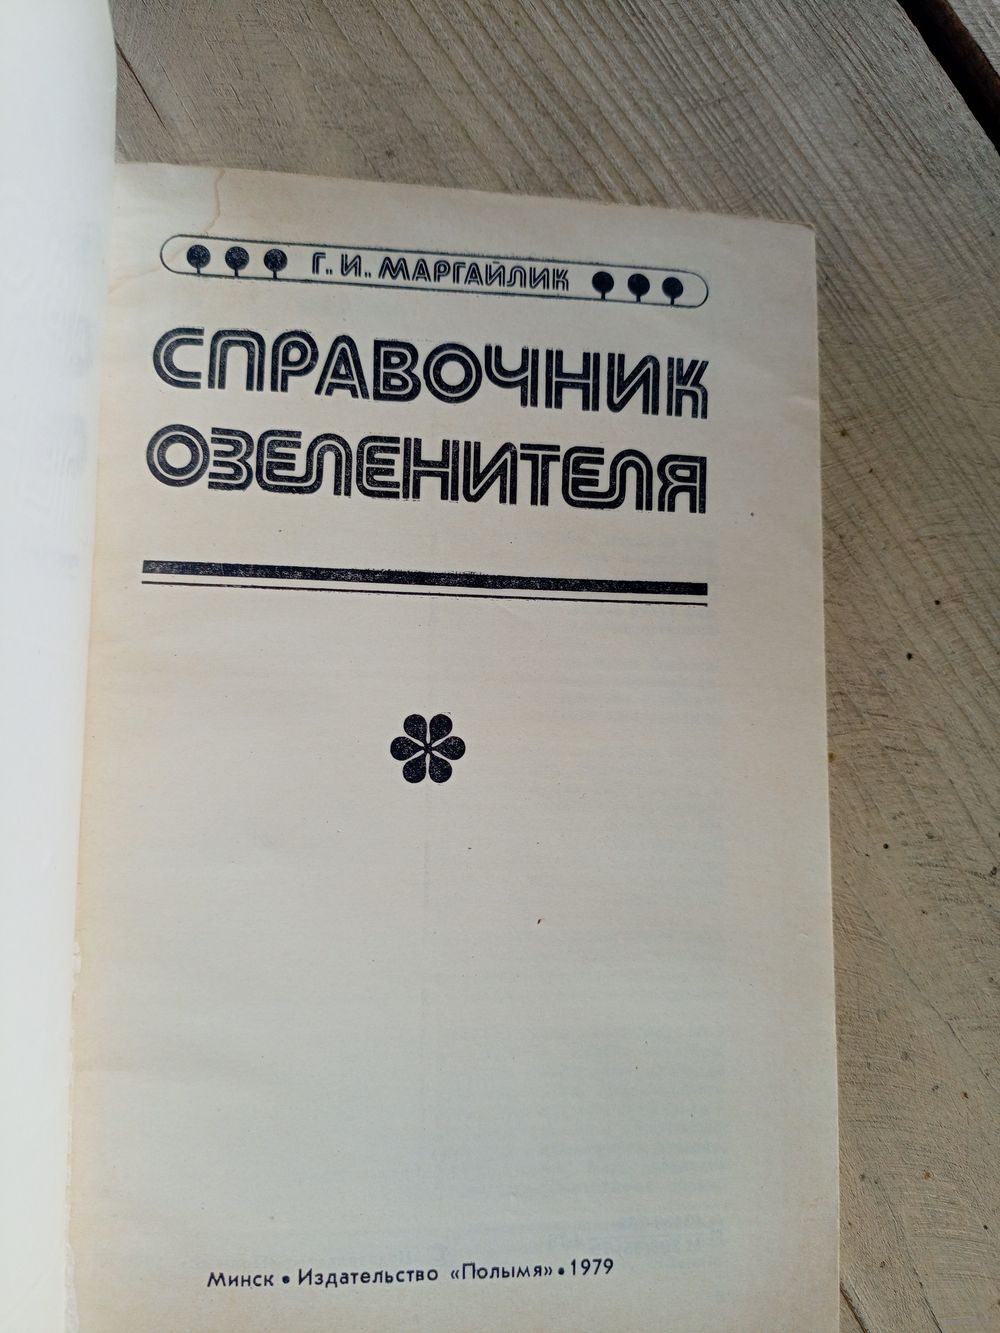 Г. И. МАРГАЙЛИК
СПРАВОЧНИК
ОЗЕЛЕНИТЕЛЯ
Минск • Издательство «Полымя» • 1979